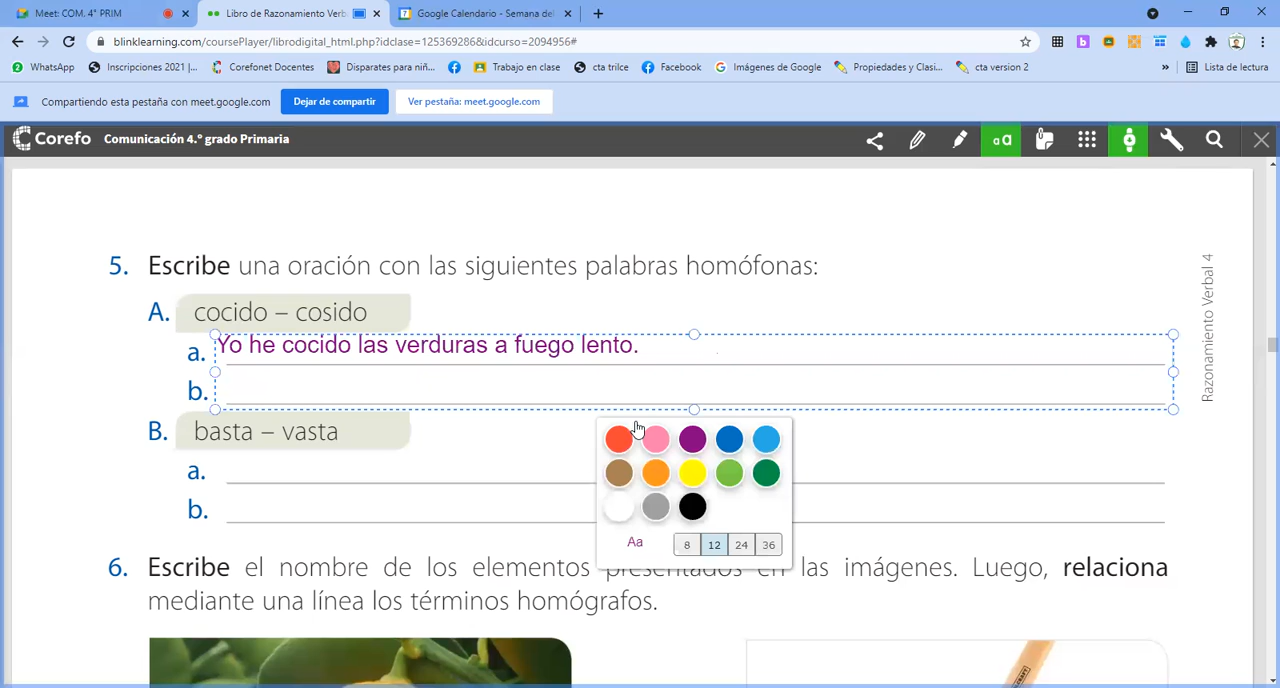 Meet: COM. 4° PRIM
Libro de Razonamiento Verb
Google Calendario - Semana del
blinklearning.com/coursePlayer/librodigital_html.php?idclase=125369286&idcurso=2094956#
WhatsApp
Inscripciones 2021 |...
Corefonet Docentes
Disparates para niñ...
Trabajo en clase
cta trilce
Facebook
Imágenes de Google
Propiedades y Clasi...
cta version 2
»
Lista de lectura
Compartiendo esta pestaña con meet.google.com
Dejar de compartir
Ver pestaña: meet.google.com
Corefo
Comunicación 4.º grado Primaria
aa
5. Escribe una oración con las siguientes palabras homófonas:
A. cocido – cosido
a. Yo he cocido las verduras a fuego lento.
b.
B. basta – vasta
a.
b.
Aa 8 12 24 36
6. Escribe el nombre de los elementos presentados en las imágenes. Luego, relaciona
mediante una línea los términos homógrafos.
Razonamiento Verbal 4